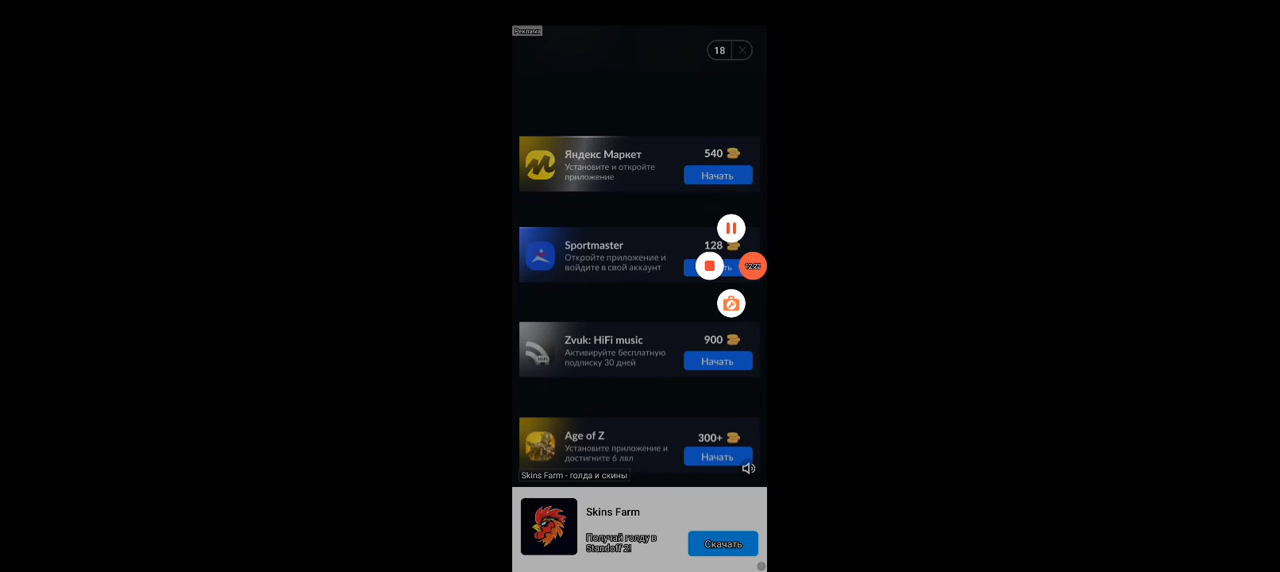 Реклама
18
Яндекс Маркет
540
Установите и откройте
приложение
Начать
Sportmaster
128
Откройте приложение и
войдите в свой аккаунт
12:22
Zvuk: HiFi music
900
Активируйте бесплатную
подписку 30 дней
Начать
Age of Z
300+
Установите приложение и
достигните 6 лвл
Начать
Skins Farm - голда и скины
Skins Farm
Получай голду в
Standoff 2!
Скачать